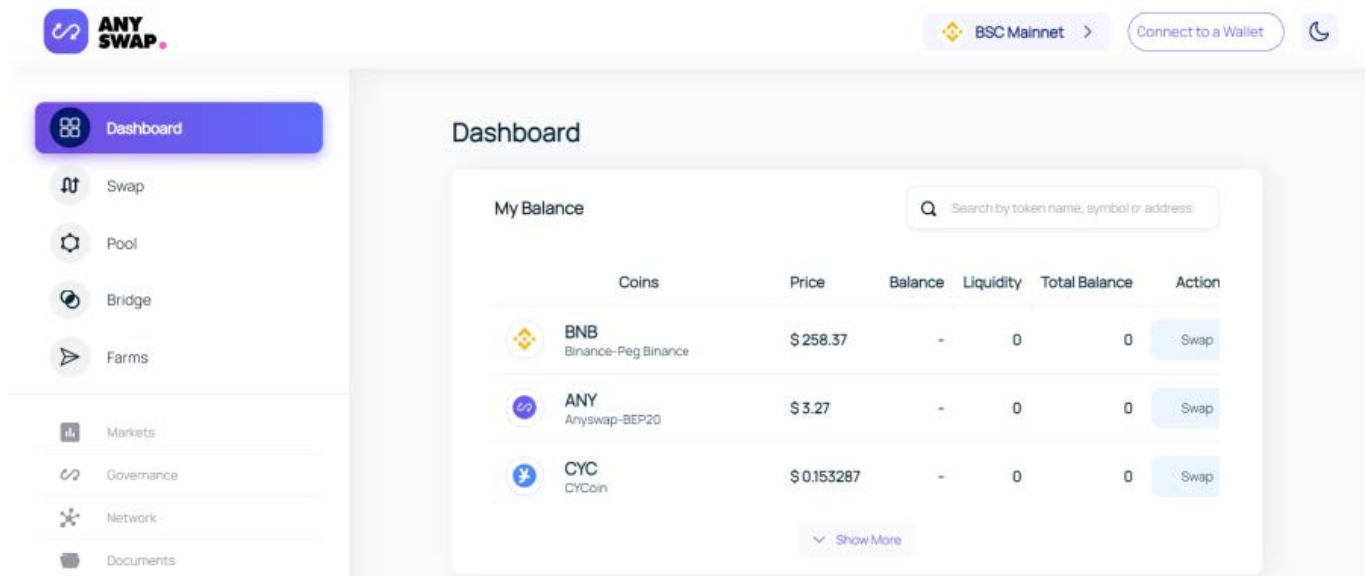 ANY
SWAP.
BSC Mainnet
Connect to a Wallet
Dashboard
Swap
Pool
Bridge
Farms
Markets
Governance
Network
Documents
Dashboard
My Balance
Search by token name, symbol or address
Coins Price Balance Liquidity Total Balance Action
BNB
Binance-Peg Binance
$ 258.37 - 0 0 Swap
ANY
Anyswap-BEP20
$ 3.27 - 0 0 Swap
CYC
CYCoin
$ 0.153287 - 0 0 Swap
Show More